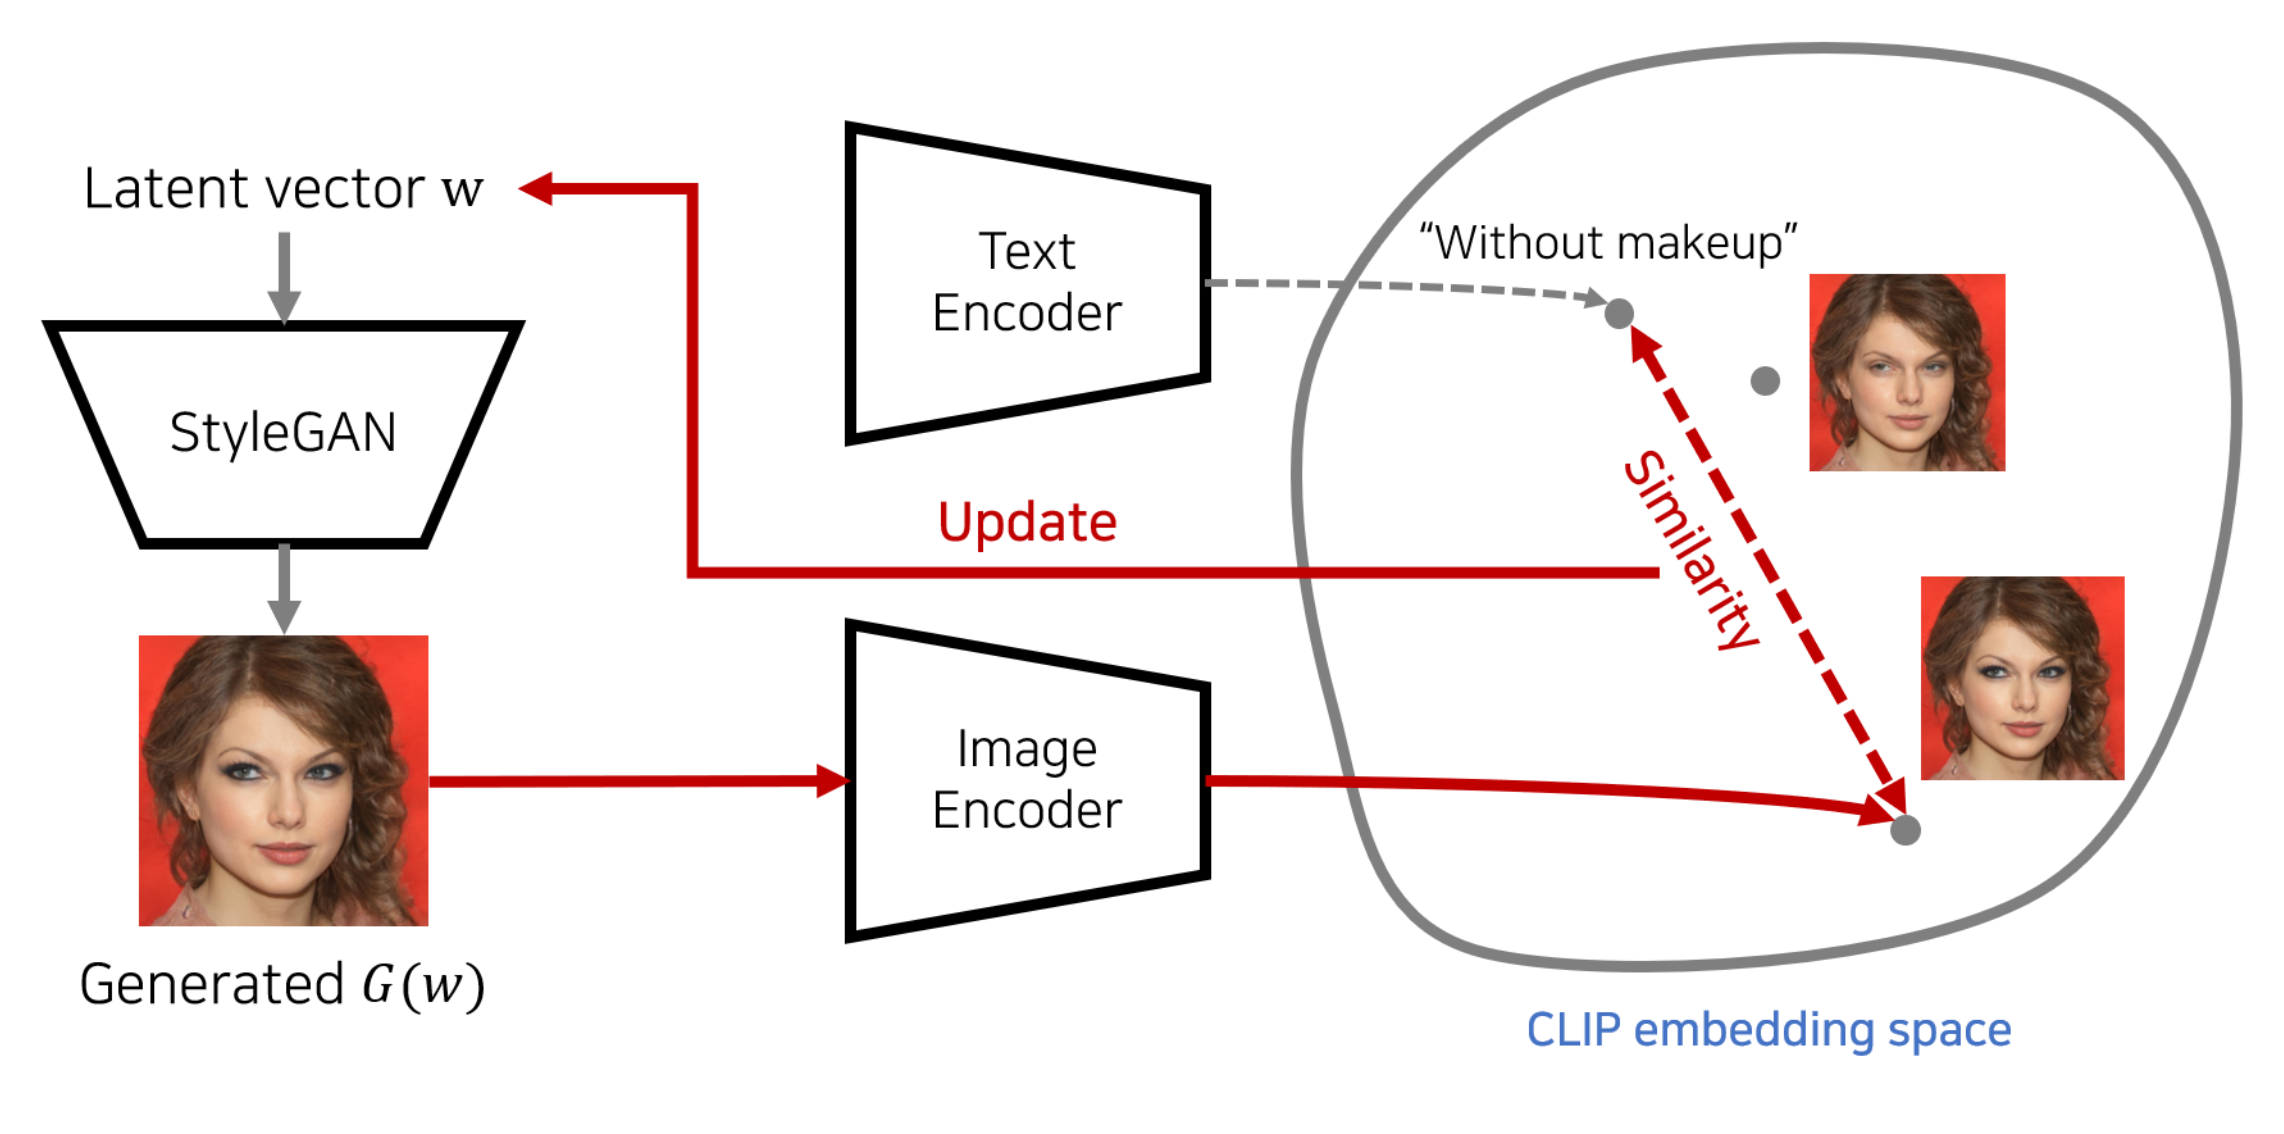 Latent vector w
StyleGAN
Generated G(w)
Text
Encoder
Update
Image
Encoder
“Without makeup”
Similarity
CLIP embedding space